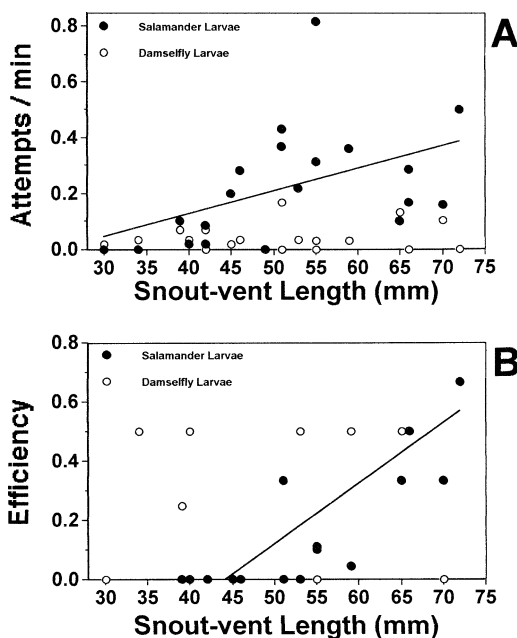 A
0.8
Salamander Larvae
Damselfly Larvae
0.6
0.4
0.2
0.0
Attempts / min
30 35 40 45 50 55 60 65 70 75
Snout-vent Length (mm)
B
0.8
Salamander Larvae
Damselfly Larvae
0.6
0.4
0.2
0.0
Efficiency
30 35 40 45 50 55 60 65 70 75
Snout-vent Length (mm)